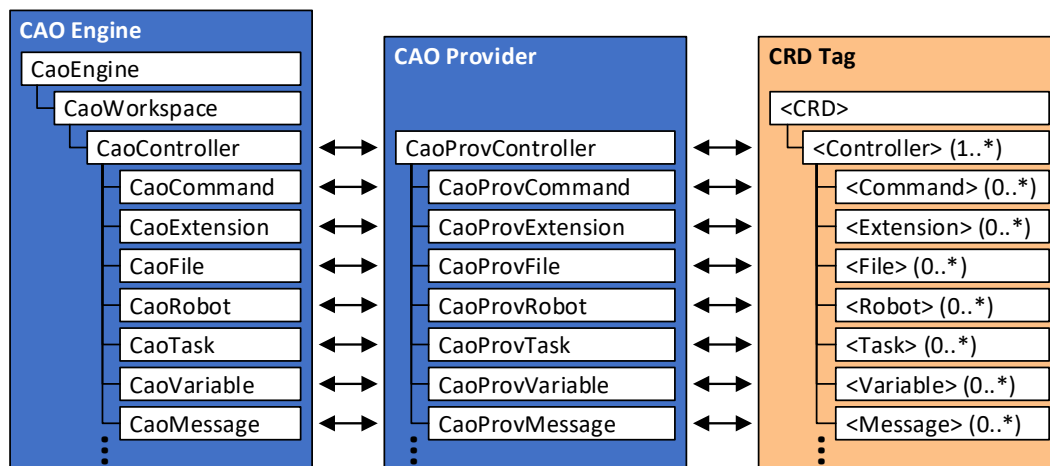 CAO Engine
CaoEngine
CaoWorkspace
CaoController
CaoCommand
CaoExtension
CaoFile
CaoRobot
CaoTask
CaoVariable
CaoMessage
CAO Provider
CaoProvController
CaoProvCommand
CaoProvExtension
CaoProvFile
CaoProvRobot
CaoProvTask
CaoProvVariable
CaoProvMessage
CRD Tag
<CRD>
<Controller> (1..*)
<Command> (0..*)
<Extension> (0..*)
<File> (0..*)
<Robot> (0..*)
<Task> (0..*)
<Variable> (0..*)
<Message> (0..*)